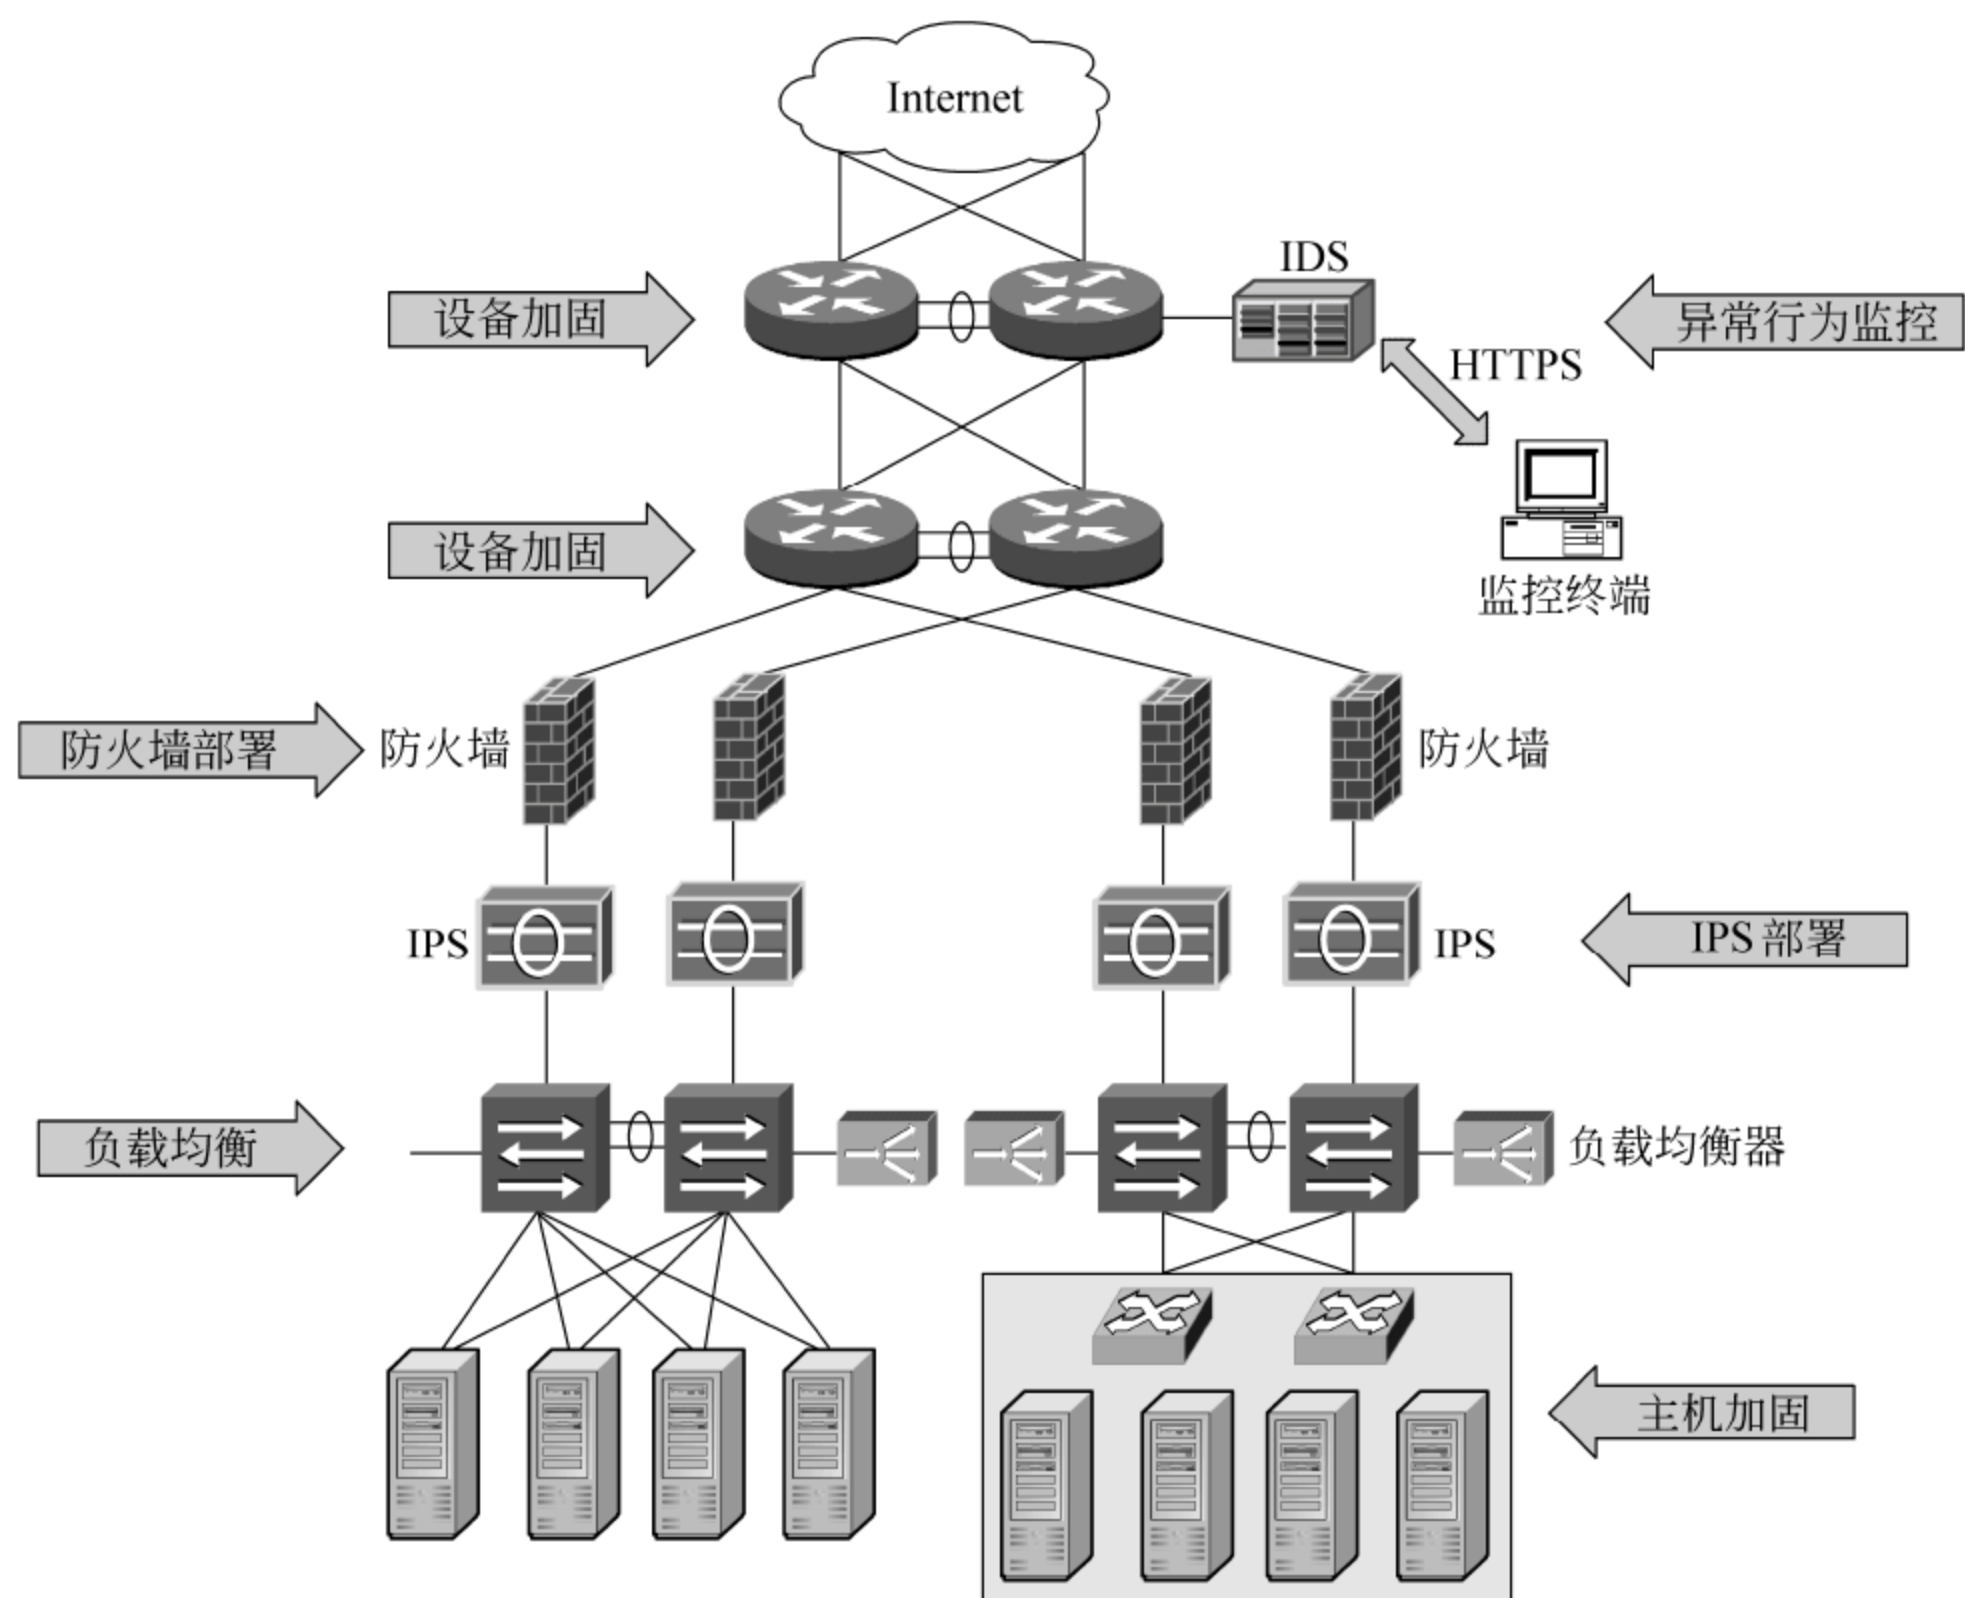 Internet
IDS
设备加固
异常行为监控
HTTPS
设备加固
监控终端
防火墙部署
防火墙
防火墙
IPS
IPS
IPS 部署
负载均衡
负载均衡器
主机加固